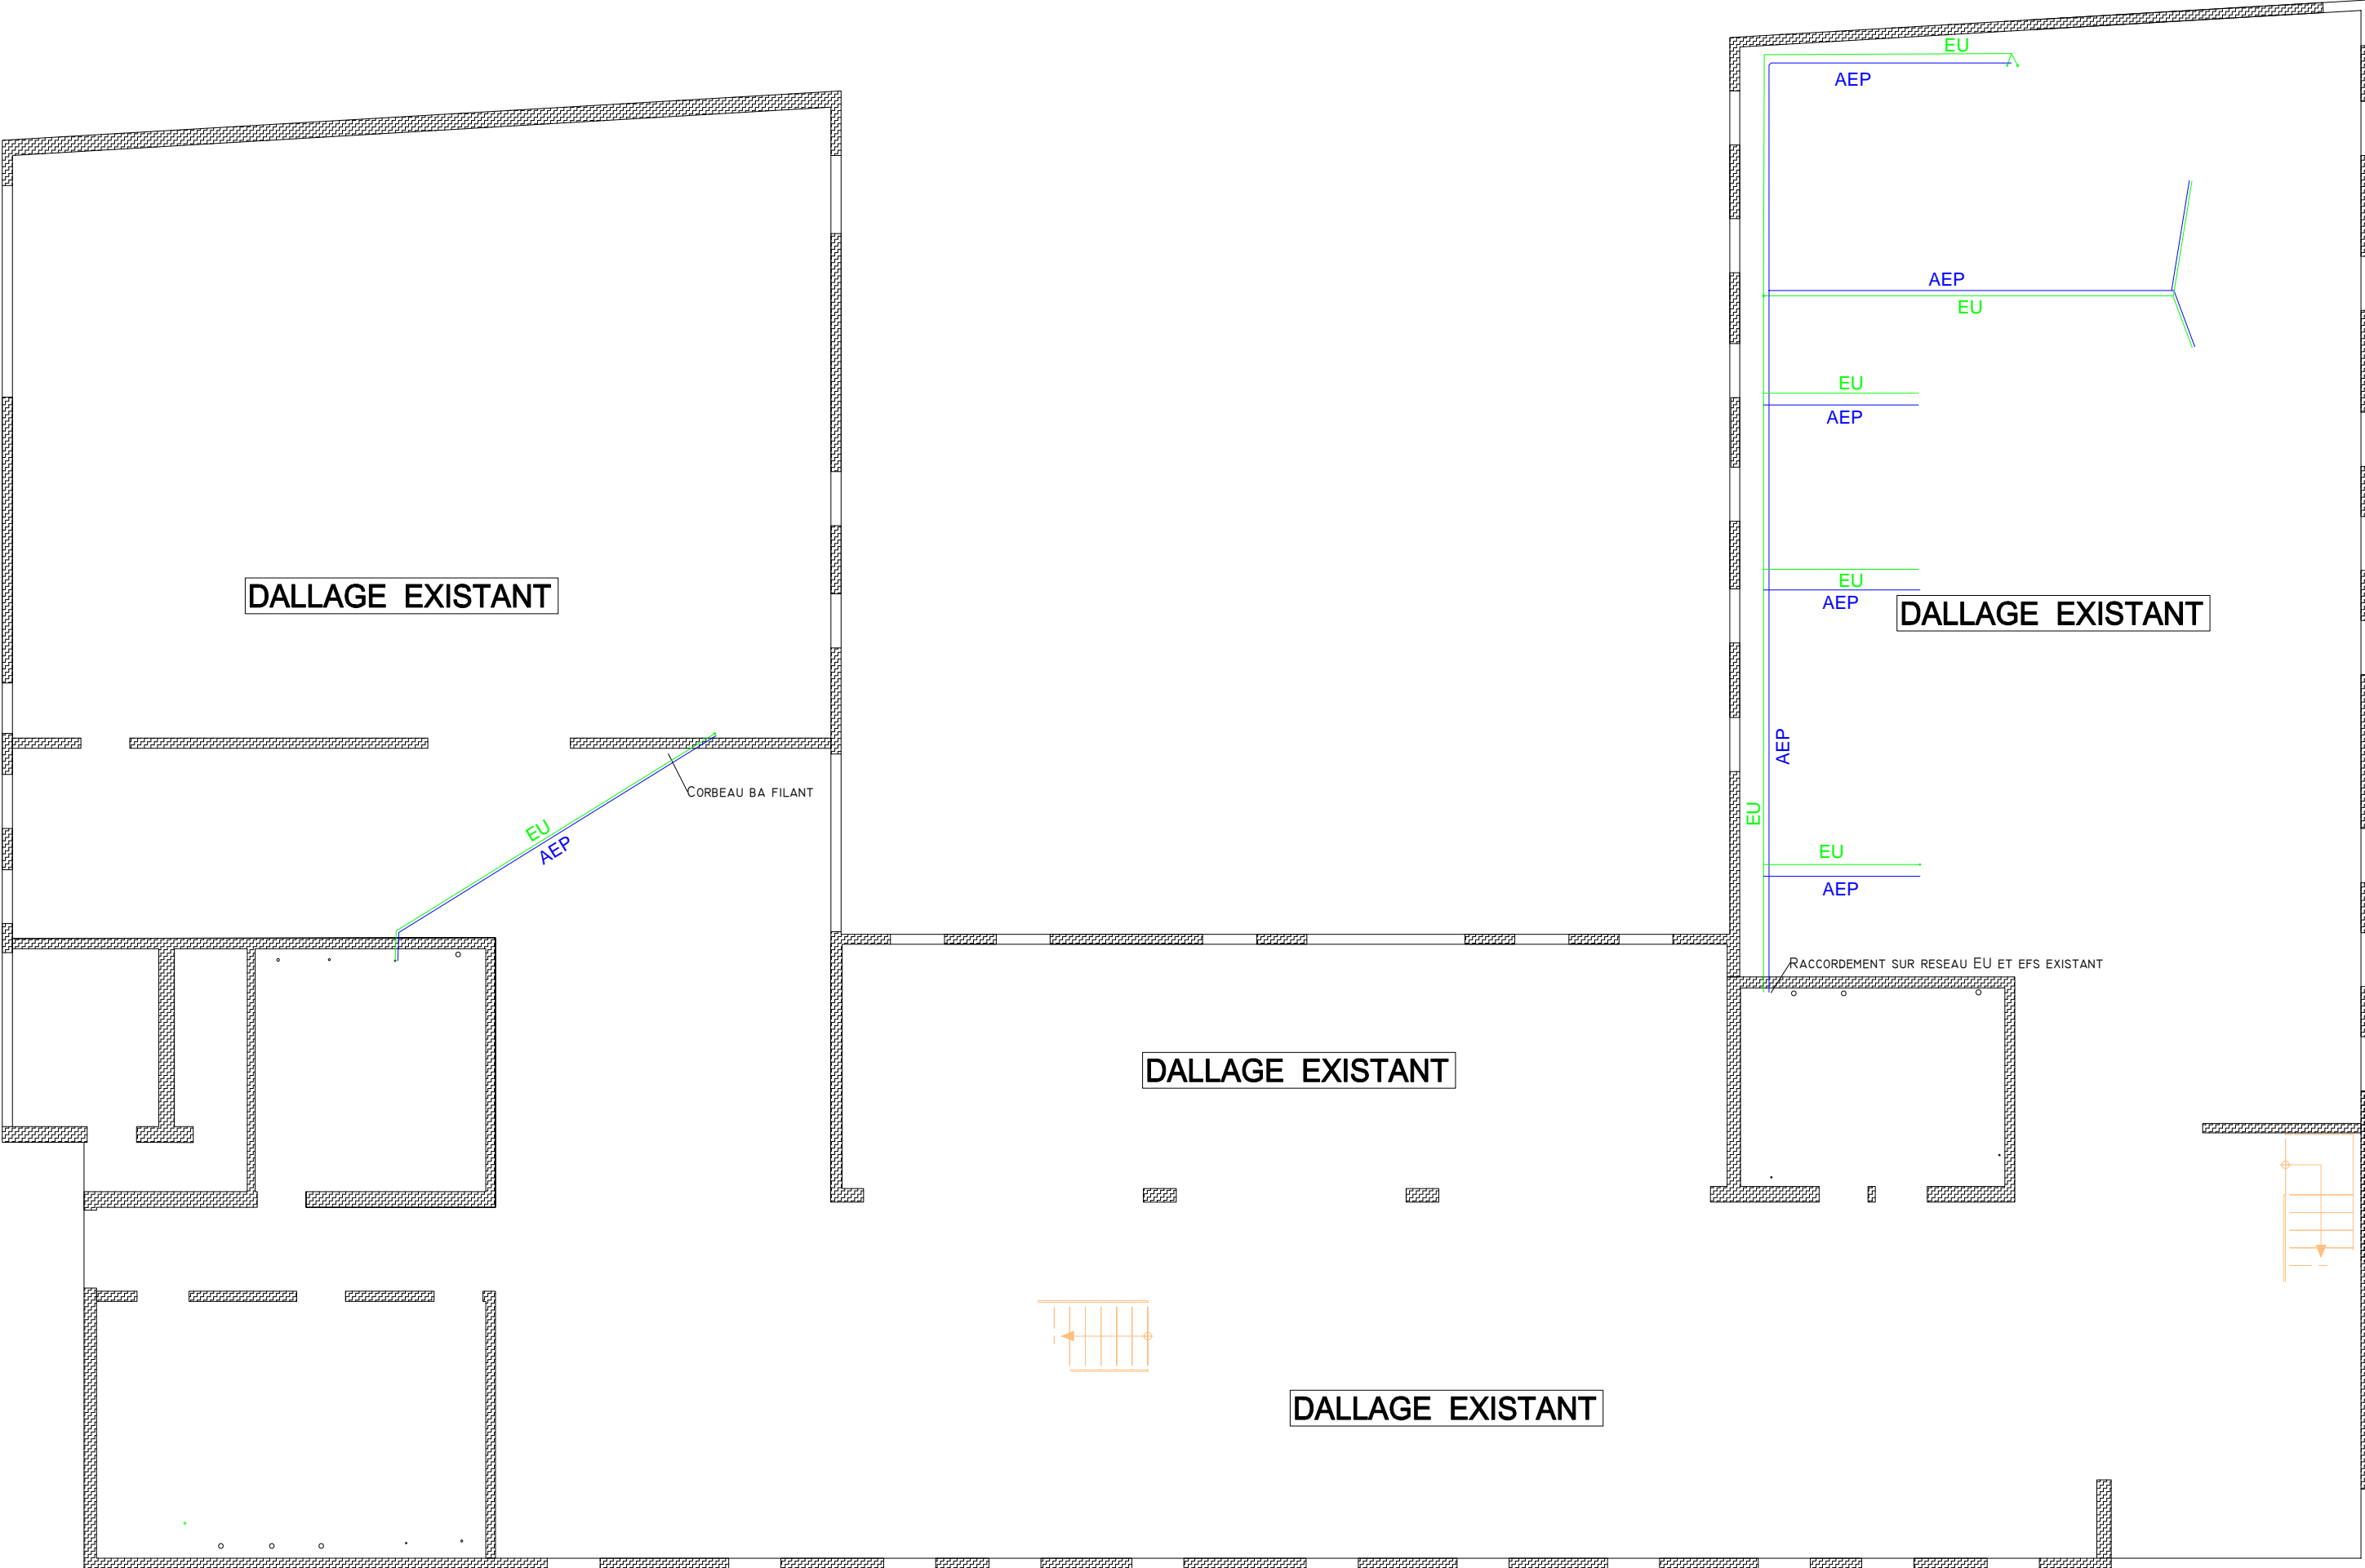 EU
AEP
AEP
EU
EU
AEP
EU
AEP
DALLAGE EXISTANT
DALLAGE EXISTANT
AEP
CORBEAU BA FILANT
EU
EU
AEP
EU
AEP
RACCORDEMENT SUR RESEAU EU ET EFS EXISTANT
DALLAGE EXISTANT
DALLAGE EXISTANT